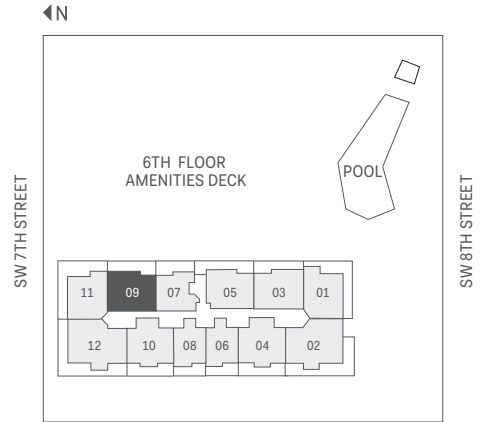 N
6TH FLOOR
AMENITIES DECK
POOL
SW 7TH STREET
SW 8TH STREET
11 09 07 05 03 01
12 10 08 06 04 02